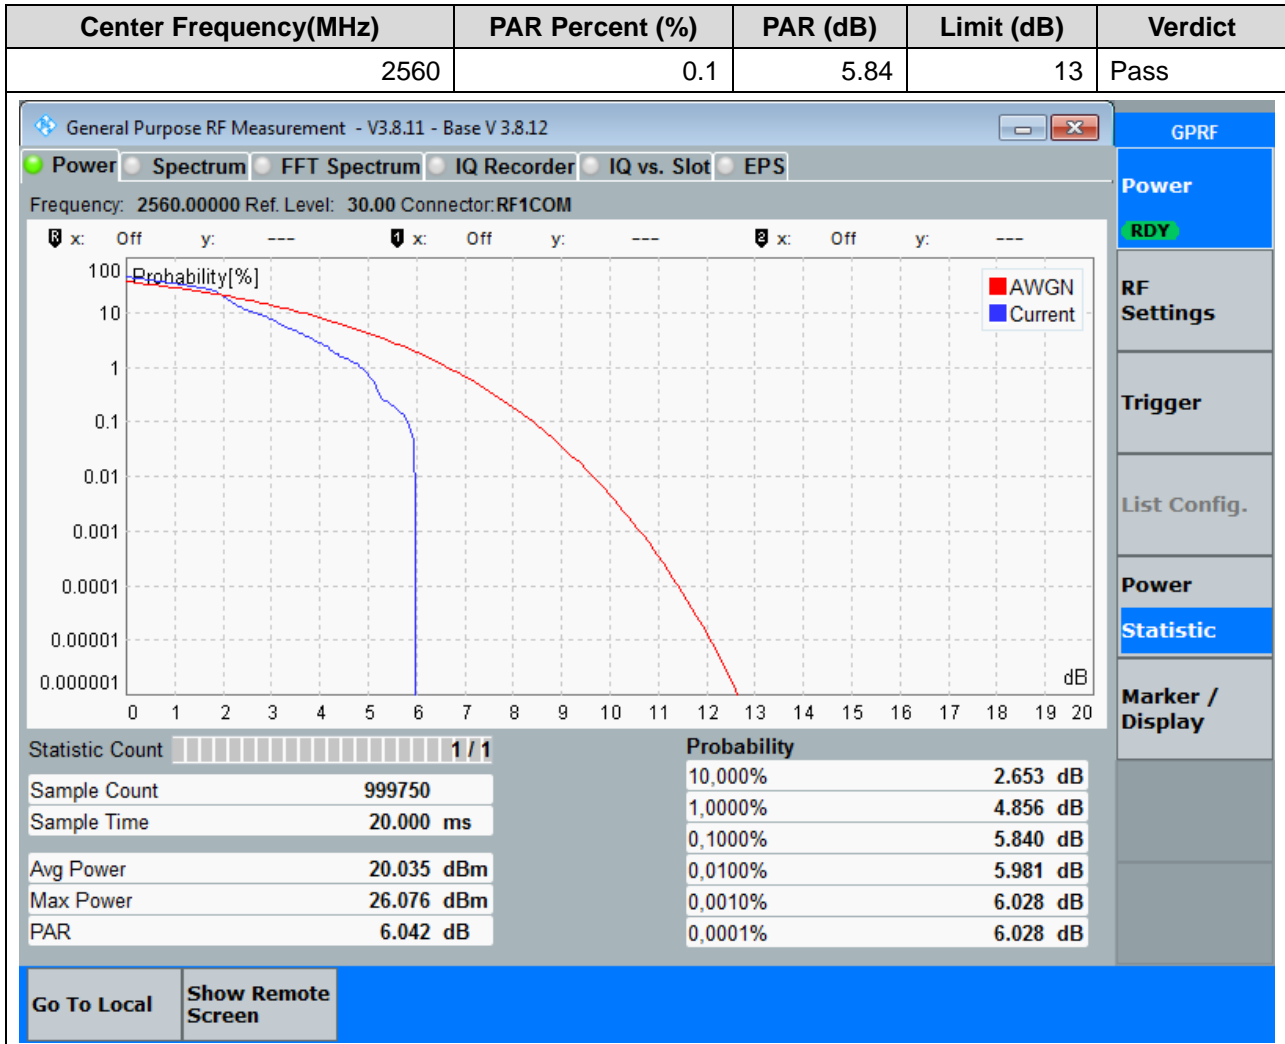 Center Frequency(MHz) PAR Percent (%) PAR (dB) Limit (dB) Verdict
2560 0.1 5.84 13 Pass
General Purpose RF Measurement - V3.8.11 - Base V 3.8.12
GPRF
Power Spectrum FFT Spectrum IQ Recorder IQ vs. Slot EPS
Frequency: 2560.00000 Ref. Level: 30.00 Connector:RF1COM
R x: Off y: --- 1 x: Off y: --- 2 x: Off y: ---
Probability[%]
100
10
1
0.1
0.01
0.001
0.0001
0.00001
0.000001
AWGN
Current
dB
0 1 2 3 4 5 6 7 8 9 10 11 12 13 14 15 16 17 18 19 20
Statistic Count 1 / 1
Sample Count 999750
Sample Time 20.000 ms
Avg Power 20.035 dBm
Max Power 26.076 dBm
PAR 6.042 dB
Probability
10,000% 2.653 dB
1,0000% 4.856 dB
0,1000% 5.840 dB
0,0100% 5.981 dB
0,0010% 6.028 dB
0,0001% 6.028 dB
Power
RDY
RF
Settings
Trigger
List Config.
Power
Statistic
Marker /
Display
Go To Local
Show Remote
Screen